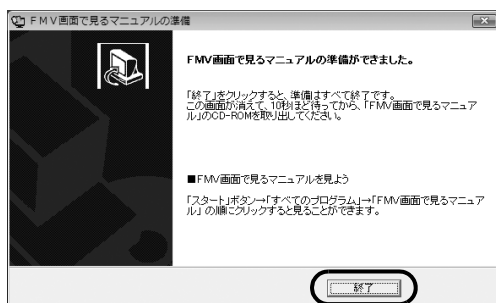 FMV画面で見るマニュアルの準備
FMV画面で見るマニュアルの準備ができました。
「終了」をクリックすると、準備はすべて終了です。
この画面が消えて、10秒ほど待ってから、「FMV画面で見るマニュア
ル」のCD-ROMを取り出してください。
■FMV画面で見るマニュアルを見よう
「スタート」ボタン→「すべてのプログラム」→「FMV画面で見るマニュア
ル」の順にクリックすると見ることができます。
終了